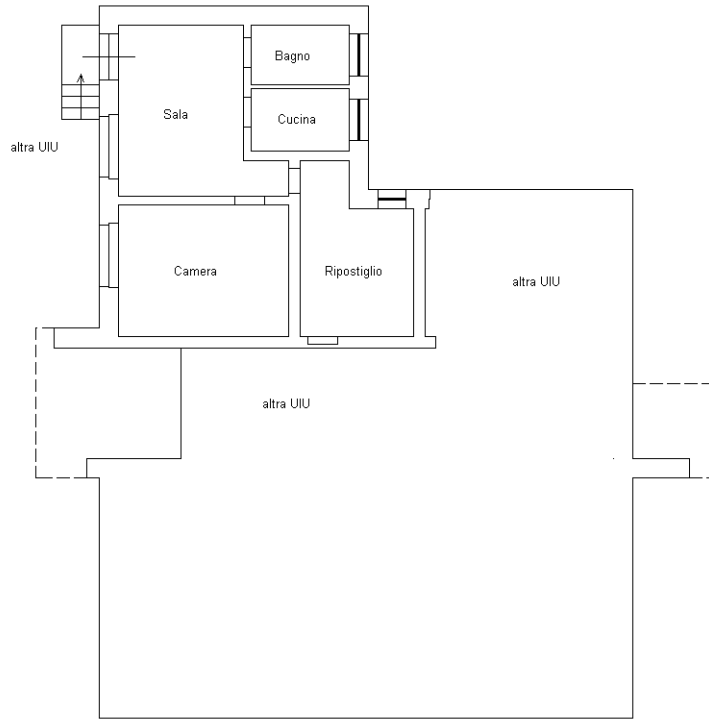 Bagno
Sala
Cucina
altra UIU
Camera
Ripostiglio
altra UIU
altra UIU